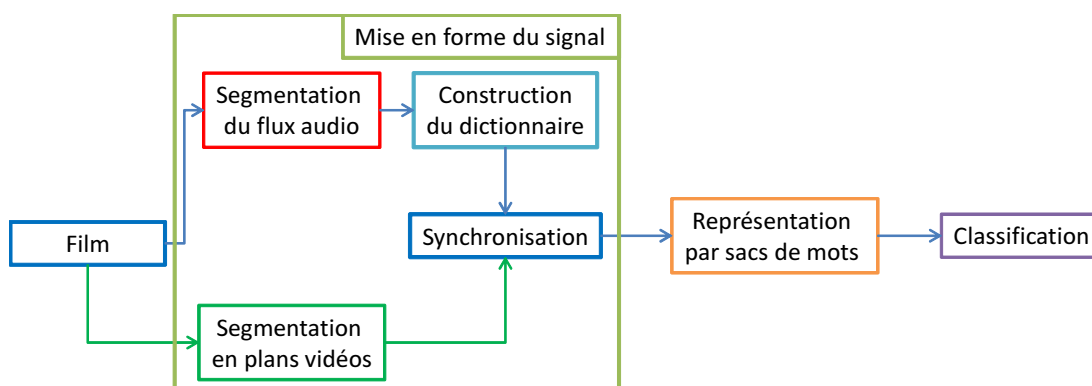 Mise en forme du signal
Segmentation
du flux audio
Construction
du dictionnaire
Film
Synchronisation
Représentation
par sacs de mots
Classification
Segmentation
en plans vidéos